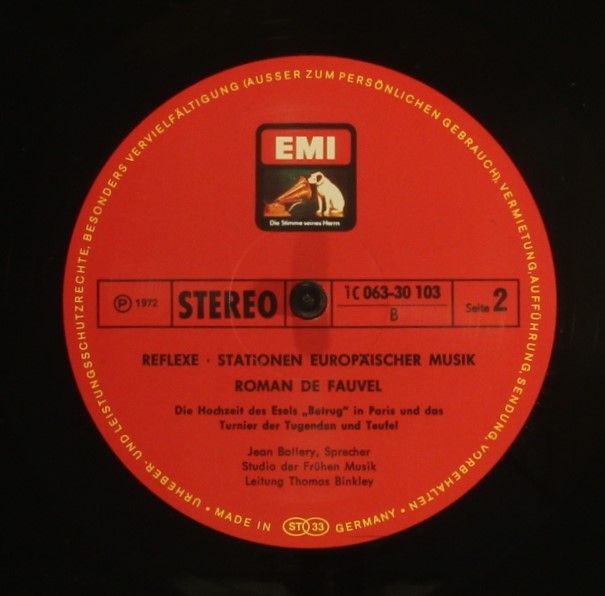 URHEBER- UND LEISTUNGSSCHUTZRECHTE, BESONDERS VERVIELFÄLTIGUNG (AUSSER ZUM PERSÖNLICHEN GEBRAUCH), VERMIETUNG, AUFFÜHRUNG, SENDUNG, VORBEHALTEN
EMI
Die Stimme seines Herrn
Ⓟ 1972 STEREO 1C 063-30 103 Seite 2
B
REFLEXE · STATIONEN EUROPÄISCHER MUSIK
ROMAN DE FAUVEL
Die Hochzeit des Esels „Betrug" in Paris und das
Turnier der Tugenden und Teufel
Jean Bollery, Sprecher
Studio der Frühen Musik
Leitung Thomas Binkley
• MADE IN ST 33 GERMANY •